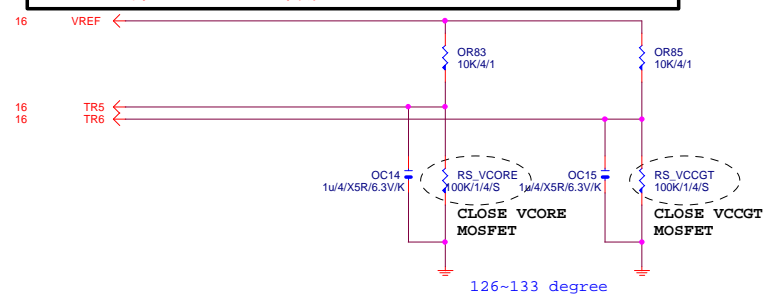 16 VREF
OR83
10K/4/1
OR85
10K/4/1
16 TR5
16 TR6
OC14
1u/4/X5R/6.3V/K
RS_VCORE
100K/1/4/S
OC15
1u/4/X5R/6.3V/K
RS_VCCGT
100K/1/4/S
CLOSE VCORE
MOSFET
CLOSE VCCGT
MOSFET
126~133 degree